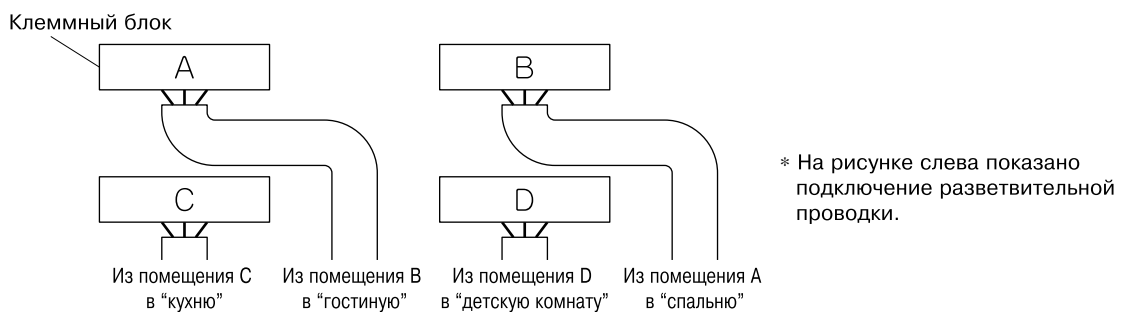 Клеммный блок
A
B
C
D
* На рисунке слева показано
подключение разветвительной
проводки.
Из помещения C
в “кухню”
Из помещения B
в “гостиную”
Из помещения D
в “детскую комнату”
Из помещения A
в “спальню”